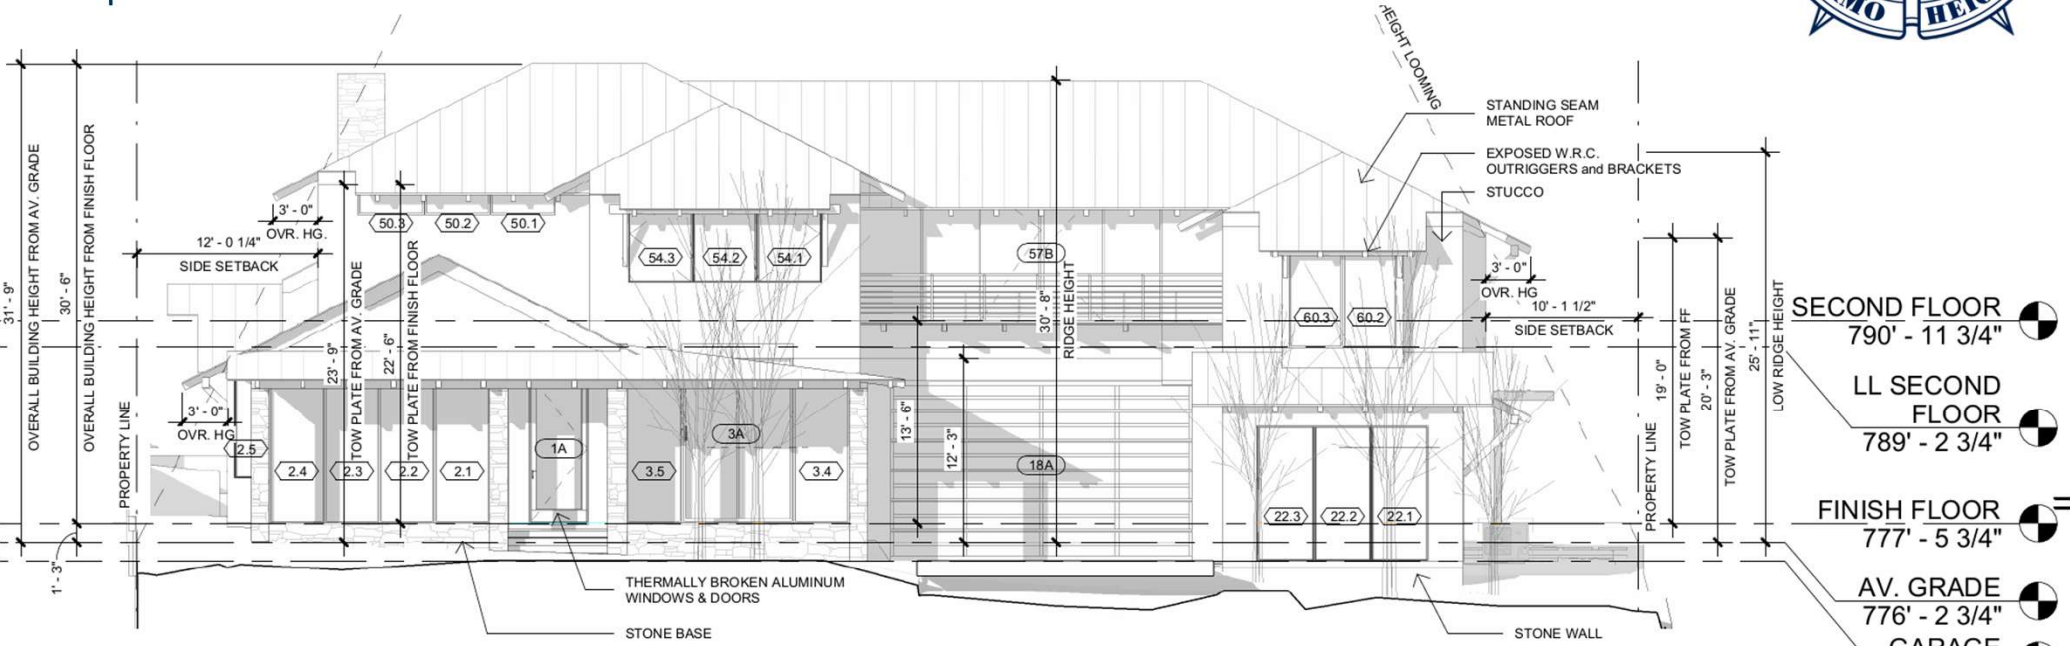 MO HEIG
HEIGHT LOOMING
STANDING SEAM
METAL ROOF
EXPOSED W.R.C.
OUTRIGGERS and BRACKETS
STUCCO
OVERALL BUILDING HEIGHT FROM AV. GRADE
31' - 9"
OVERALL BUILDING HEIGHT FROM FINISH FLOOR
30' - 6"
1' - 3"
PROPERTY LINE
3' - 0"
OVR. HG.
12' - 0 1/4"
SIDE SETBACK
3' - 0"
OVR. HG
TOW PLATE FROM AV. GRADE
23' - 9"
TOW PLATE FROM FINISH FLOOR
22' - 6"
50.3
50.2
50.1
54.3
54.2
54.1
57B
30' - 8"
RIDGE HEIGHT
60.3
60.2
2.5
2.4
2.3
2.2
2.1
1A
3.5
3A
3.4
13' - 6"
12' - 3"
18A
22.3
22.2
22.1
3' - 0"
OVR. HG
10' - 1 1/2"
SIDE SETBACK
PROPERTY LINE
19' - 0"
TOW PLATE FROM FF
20' - 3"
TOW PLATE FROM AV. GRADE
25' - 11"
LOW RIDGE HEIGHT
SECOND FLOOR
790' - 11 3/4"
LL SECOND
FLOOR
789' - 2 3/4"
FINISH FLOOR
777' - 5 3/4"
AV. GRADE
776' - 2 3/4"
GARAGE
THERMALLY BROKEN ALUMINUM
WINDOWS & DOORS
STONE BASE
STONE WALL